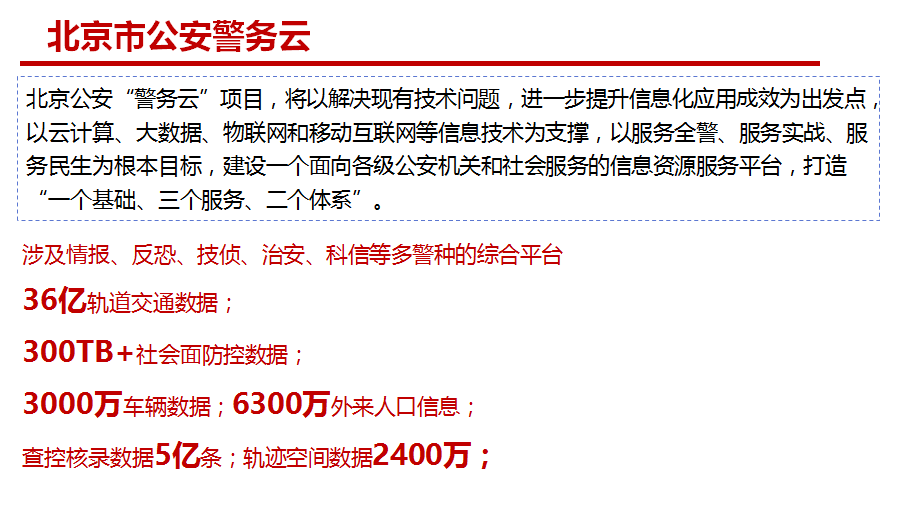 北京市公安警务云
北京公安“警务云”项目，将以解决现有技术问题，进一步提升信息化应用成效为出发点，
以云计算、大数据、物联网和移动互联网等信息技术为支撑，以服务全警、服务实战、服
务民生为根本目标，建设一个面向各级公安机关和社会服务的信息资源服务平台，打造
“一个基础、三个服务、二个体系”。
涉及情报、反恐、技侦、治安、科信等多警种的综合平台
36亿轨道交通数据；
300TB+社会面防控数据；
3000万车辆数据；6300万外来人口信息；
查控核录数据5亿条；轨迹空间数据2400万；